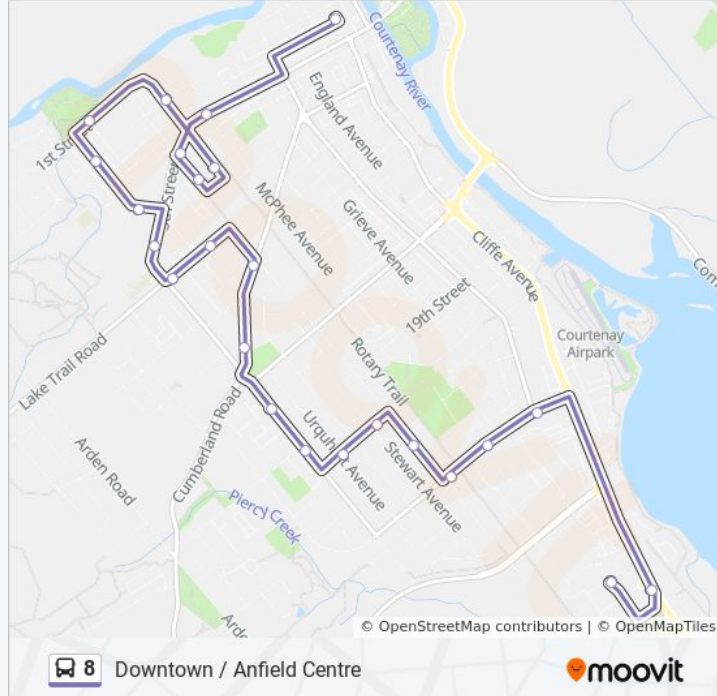 Courtenay River
1st Street
England Avenue
McPhee Avenue
Grieve Avenue
Cliffe Avenue
19th Street
Courtenay
Airpark
Lake Trail Road
Rotary Trail
Cumberland Road
Urquhart Avenue
Stewart Avenue
Arden Road
Piercy Creek
© OpenStreetMap contributors | © OpenMapTiles
8 Downtown / Anfield Centre
moovit